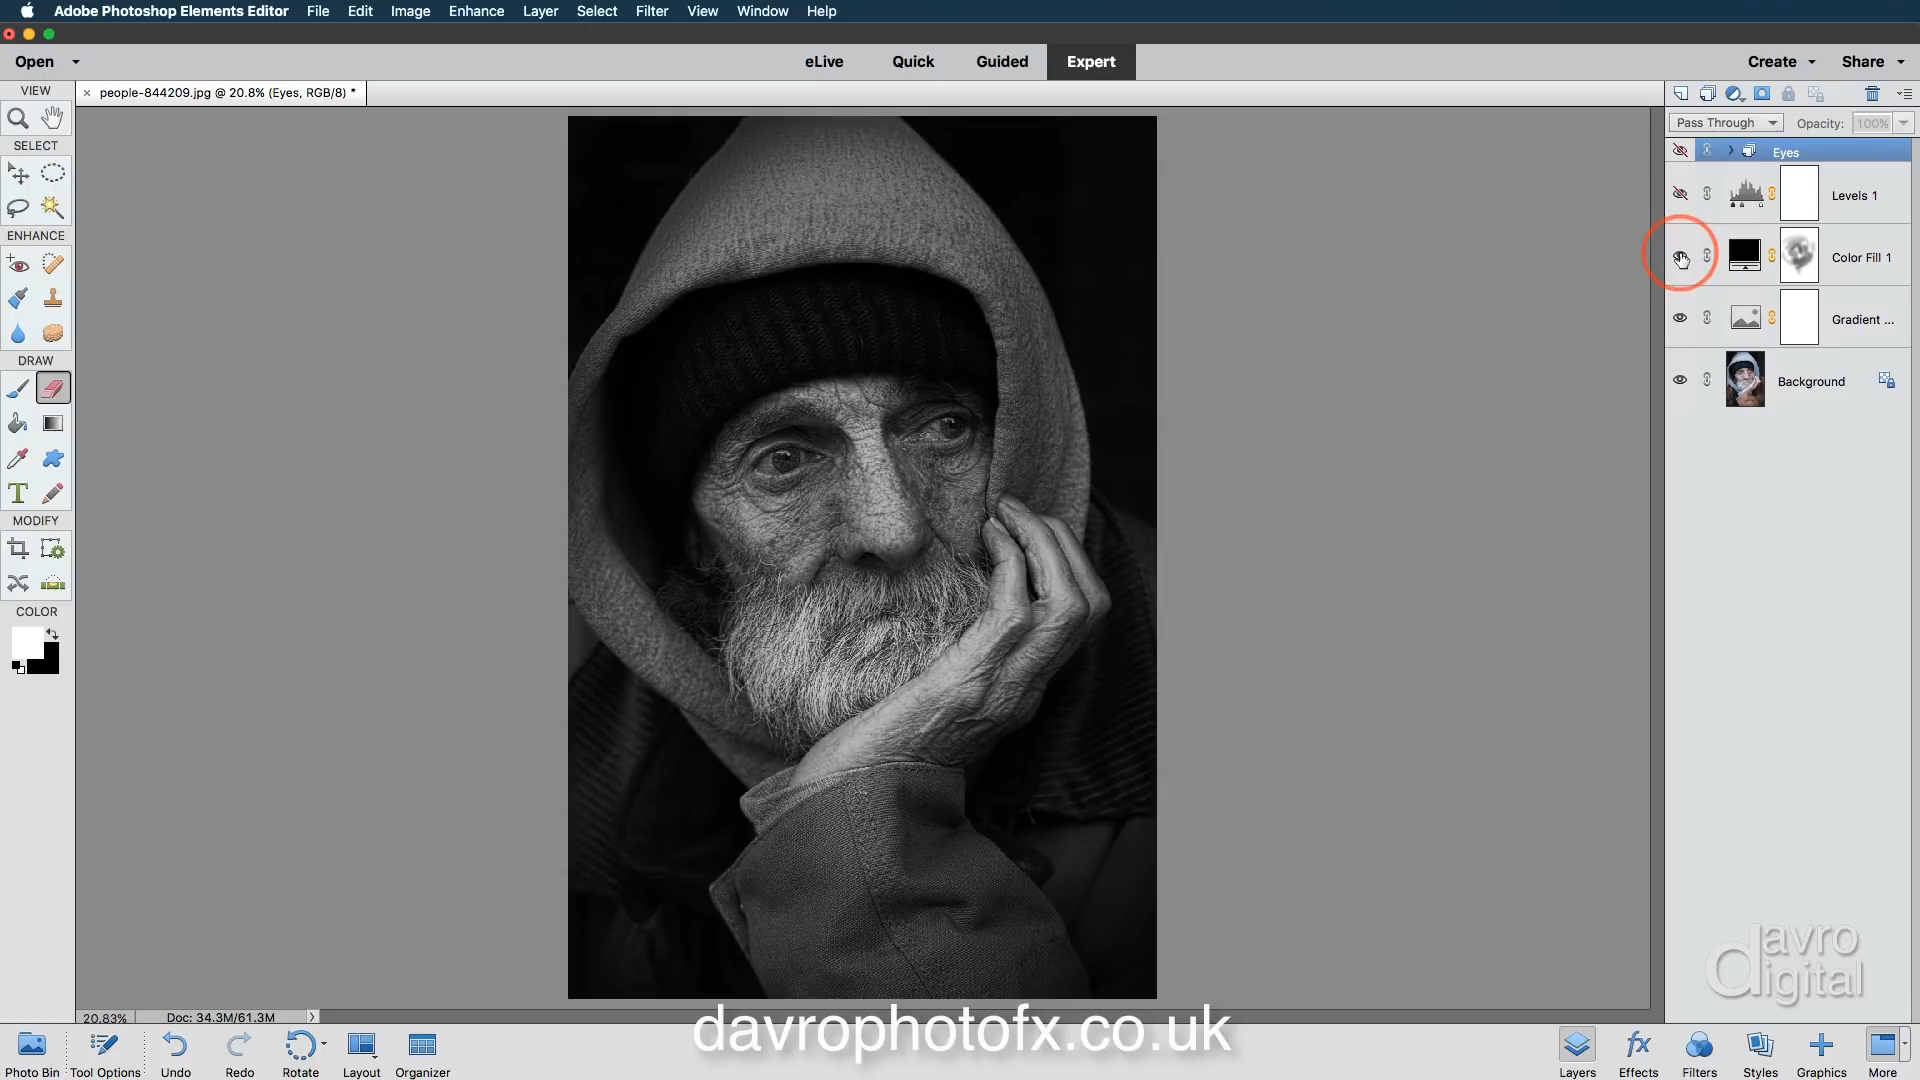 Adobe Photoshop Elements Editor File Edit Image Enhance Layer Select Filter View Window Help
Open eLive Quick Guided Expert Create Share
VIEW
× people-844209.jpg @ 20.8% (Eyes, RGB/8) *
Pass Through Opacity: 100%
SELECT
Eyes
Levels 1
ENHANCE
Color Fill 1
Gradient ...
DRAW
Background
T
MODIFY
COLOR
davro
digital
20.83% Doc: 34.3M/61.3M
davrophotofx.co.uk
fx
Photo Bin Tool Options Undo Redo Rotate Layout Organizer Layers Effects Filters Styles Graphics More